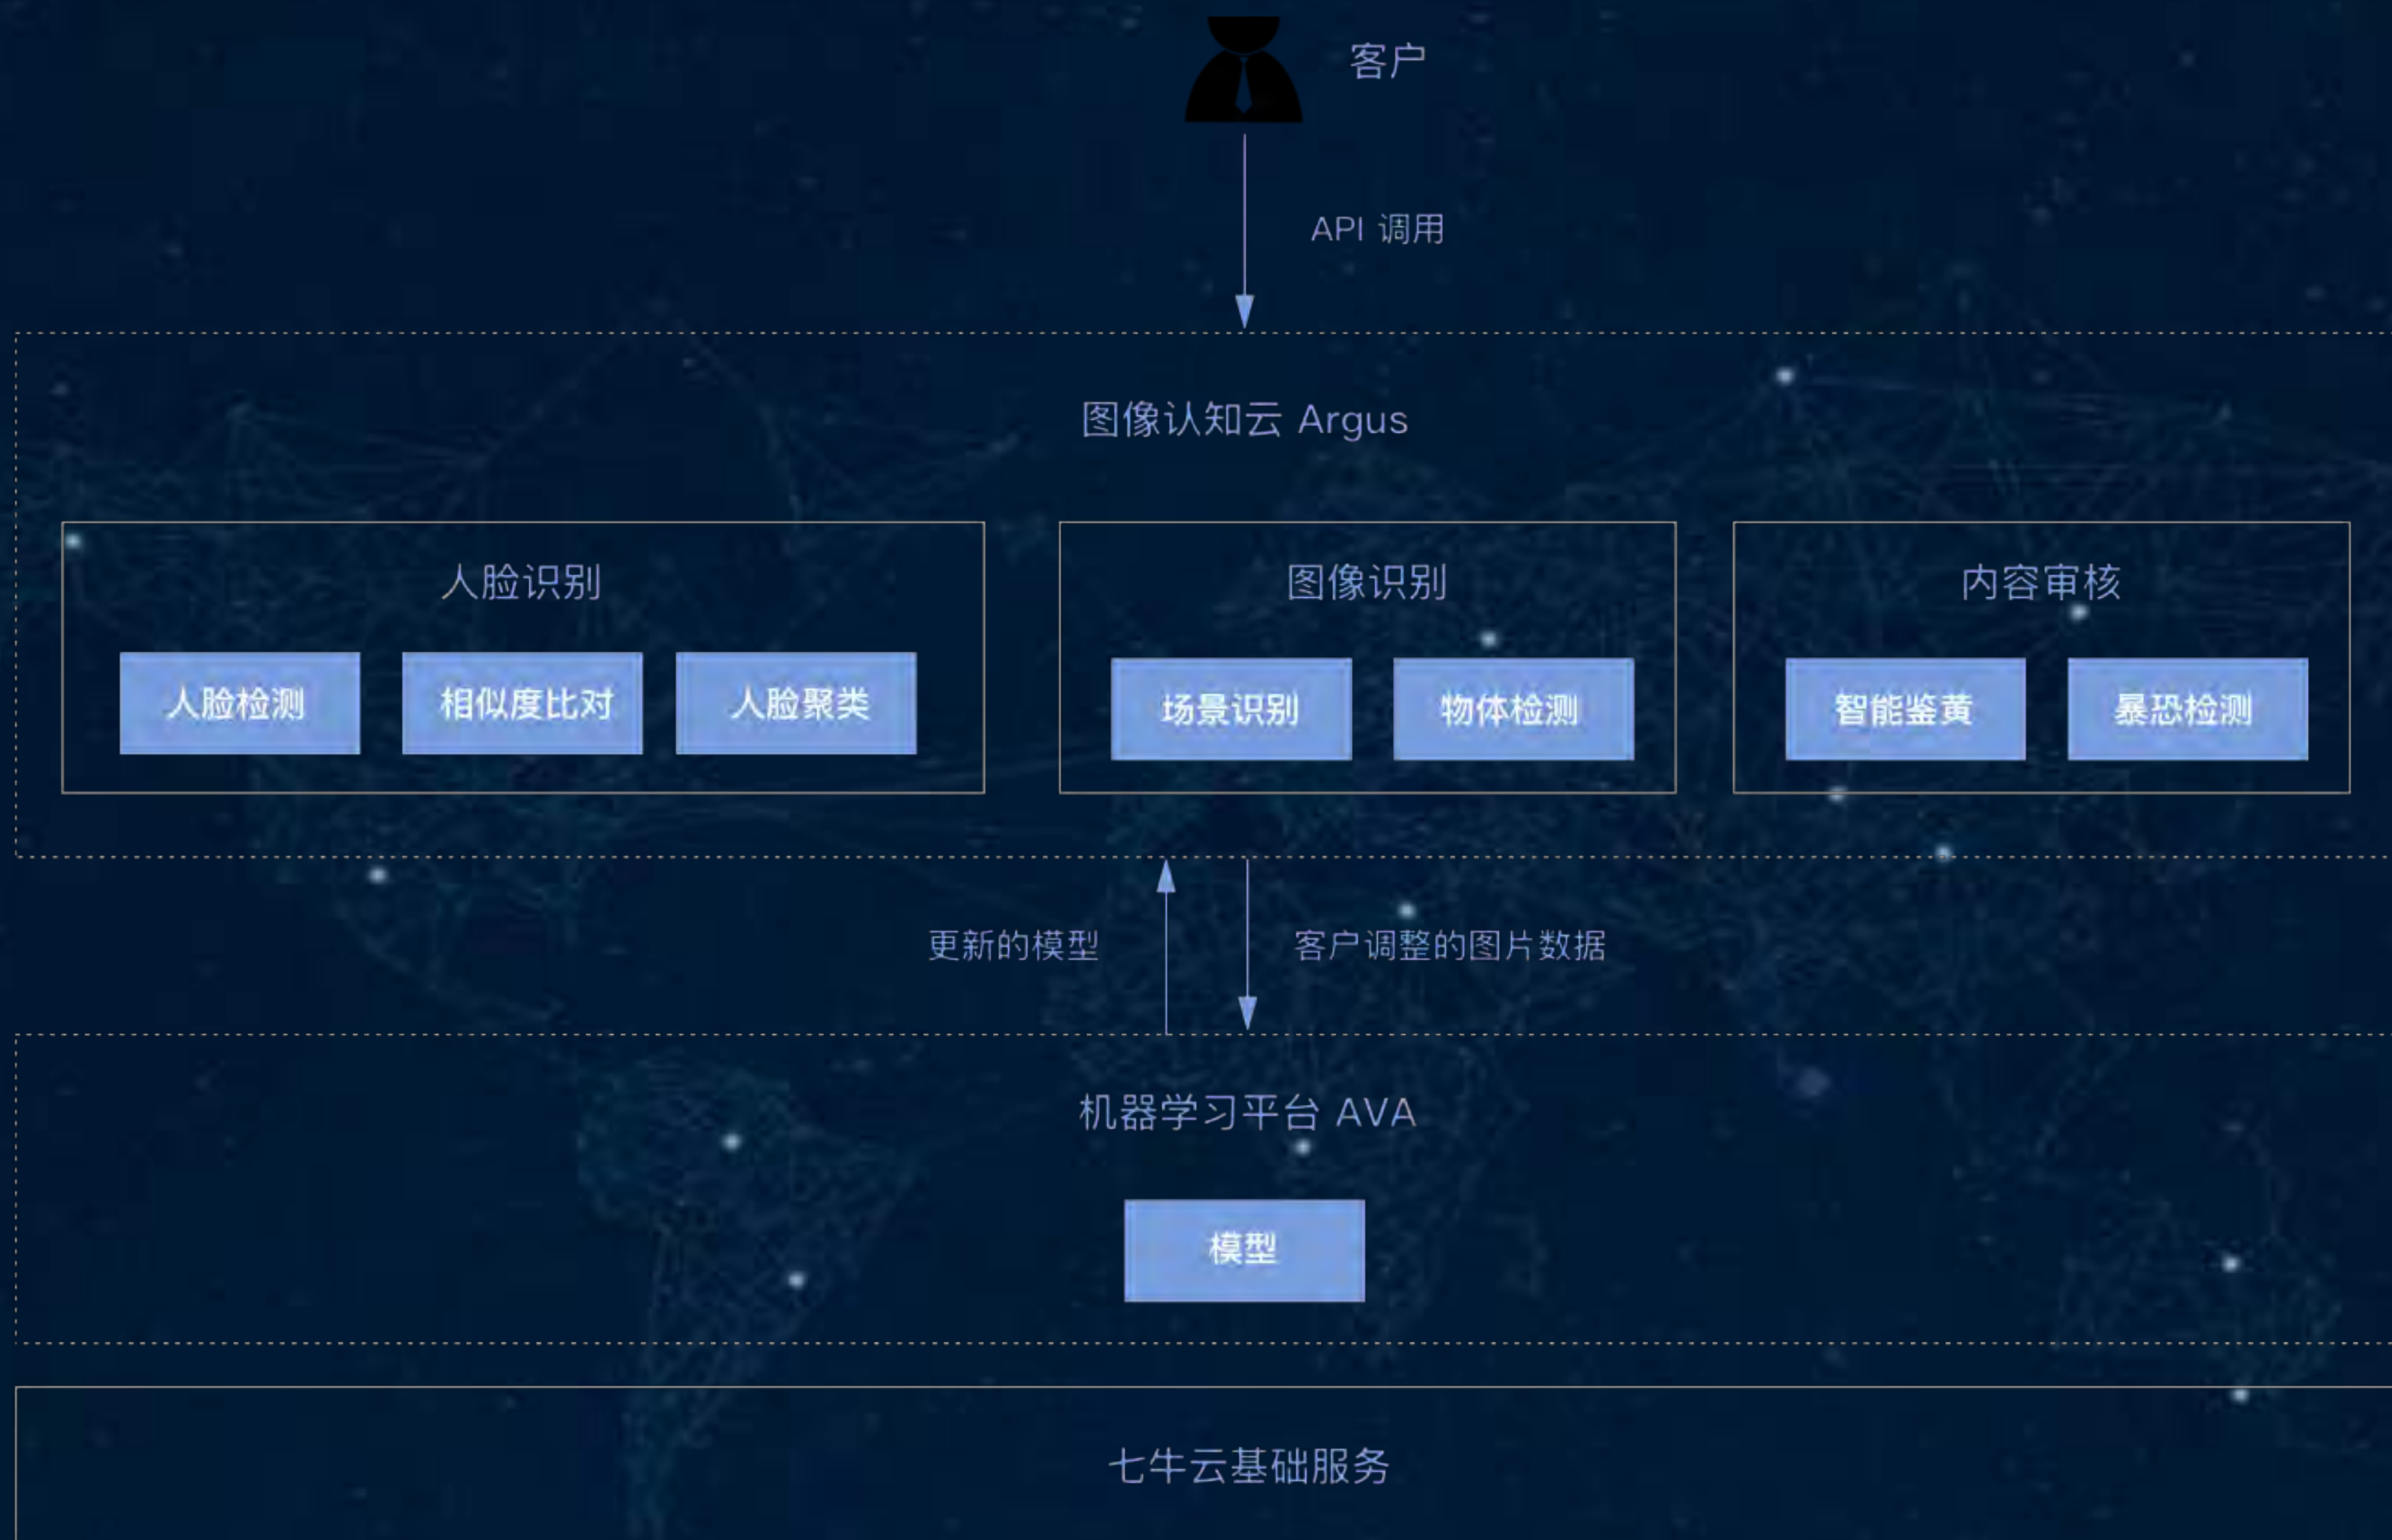 客户
API 调用
图像认知云 Argus
人脸识别
人脸检测
相似度比对
人脸聚类
图像识别
场景识别
物体检测
内容审核
智能鉴黄
暴恐检测
更新的模型
客户调整的图片数据
机器学习平台 AVA
模型
七牛云基础服务